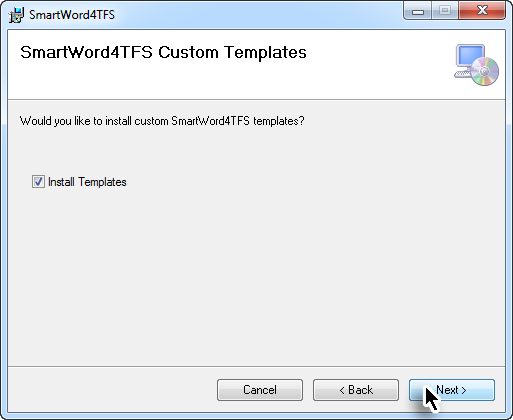 SmartWord4TFS
SmartWord4TFS Custom Templates
Would you like to install custom SmartWord4TFS templates?
Install Templates
Cancel
< Back
Next >